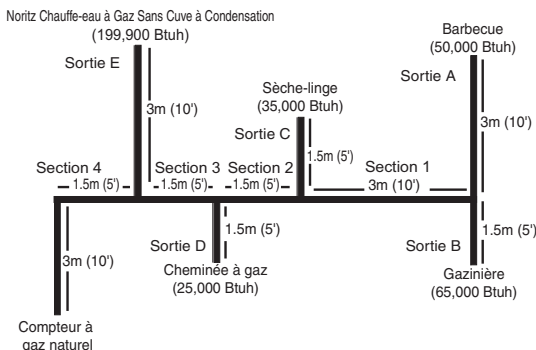 Noritz Chauffe-eau à Gaz Sans Cuve à Condensation
(199,900 Btuh)
Sortie E
3m (10')
Barbecue
(50,000 Btuh)
Sortie A
3m (10')
Sèche-linge
(35,000 Btuh)
Sortie C
1.5m (5')
Section 4
1.5m (5')
Section 3
1.5m (5')
Section 2
1.5m (5')
Section 1
3m (10')
3m (10')
Compteur à
gaz naturel
Sortie D
1.5m (5')
Cheminée à gaz
(25,000 Btuh)
Sortie B
1.5m (5')
Gazinière
(65,000 Btuh)